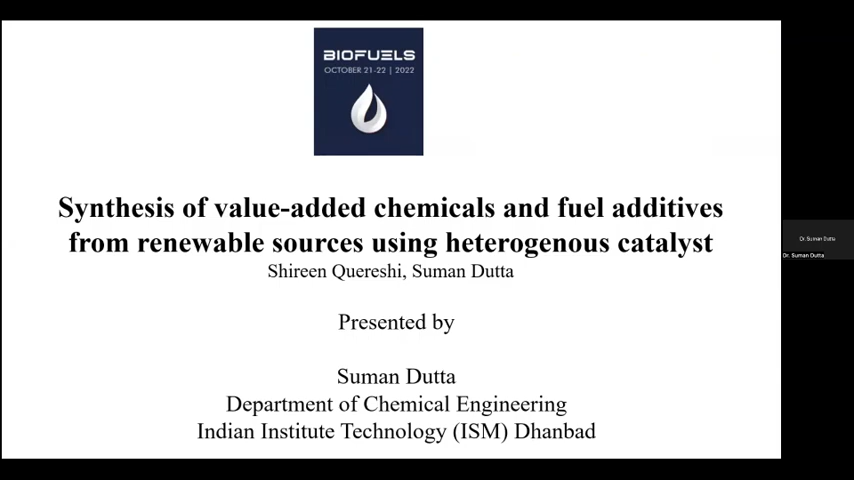 BIOFUELS
OCTOBER 21-22 | 2022
Synthesis of value-added chemicals and fuel additives
from renewable sources using heterogenous catalyst
Shireen Quereshi, Suman Dutta
Presented by
Suman Dutta
Department of Chemical Engineering
Indian Institute Technology (ISM) Dhanbad
Dr. Suman Dutta
Dr. Suman Dutta